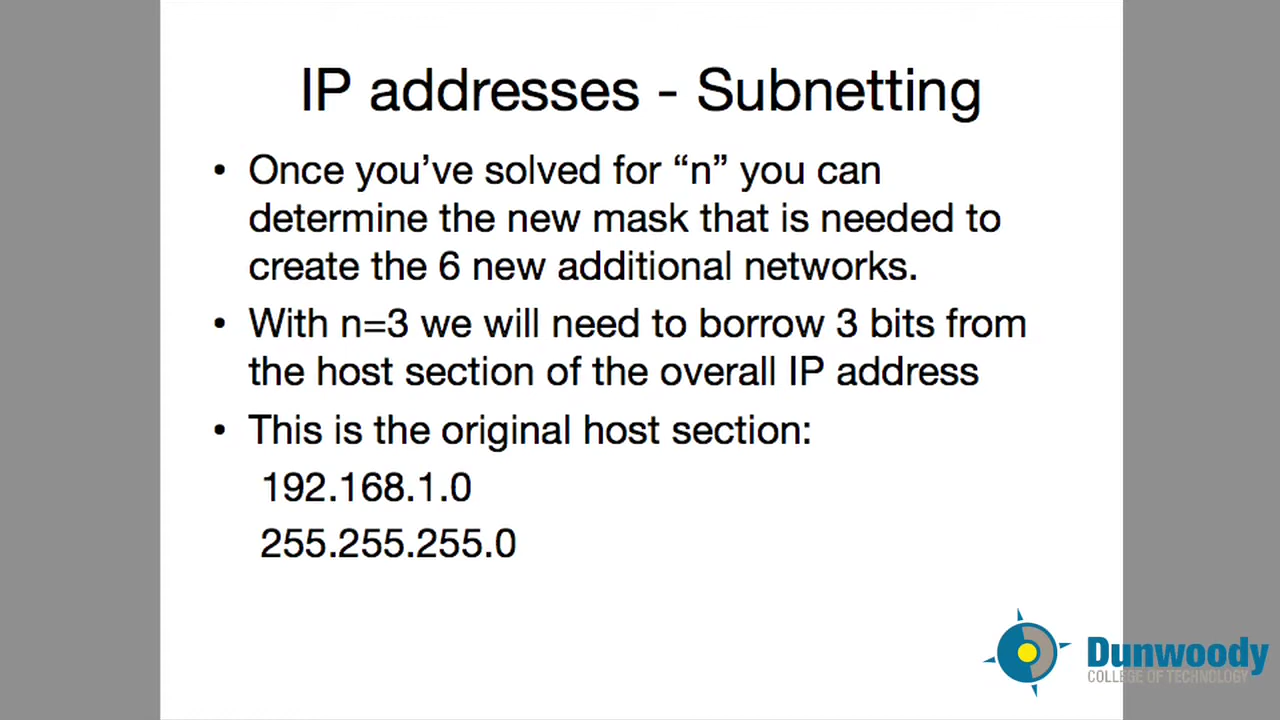 IP addresses - Subnetting
• Once you’ve solved for “n” you can
determine the new mask that is needed to
create the 6 new additional networks.
• With n=3 we will need to borrow 3 bits from
the host section of the overall IP address
• This is the original host section:
192.168.1.0
255.255.255.0
Dunwoody
COLLEGE OF TECHNOLOGY